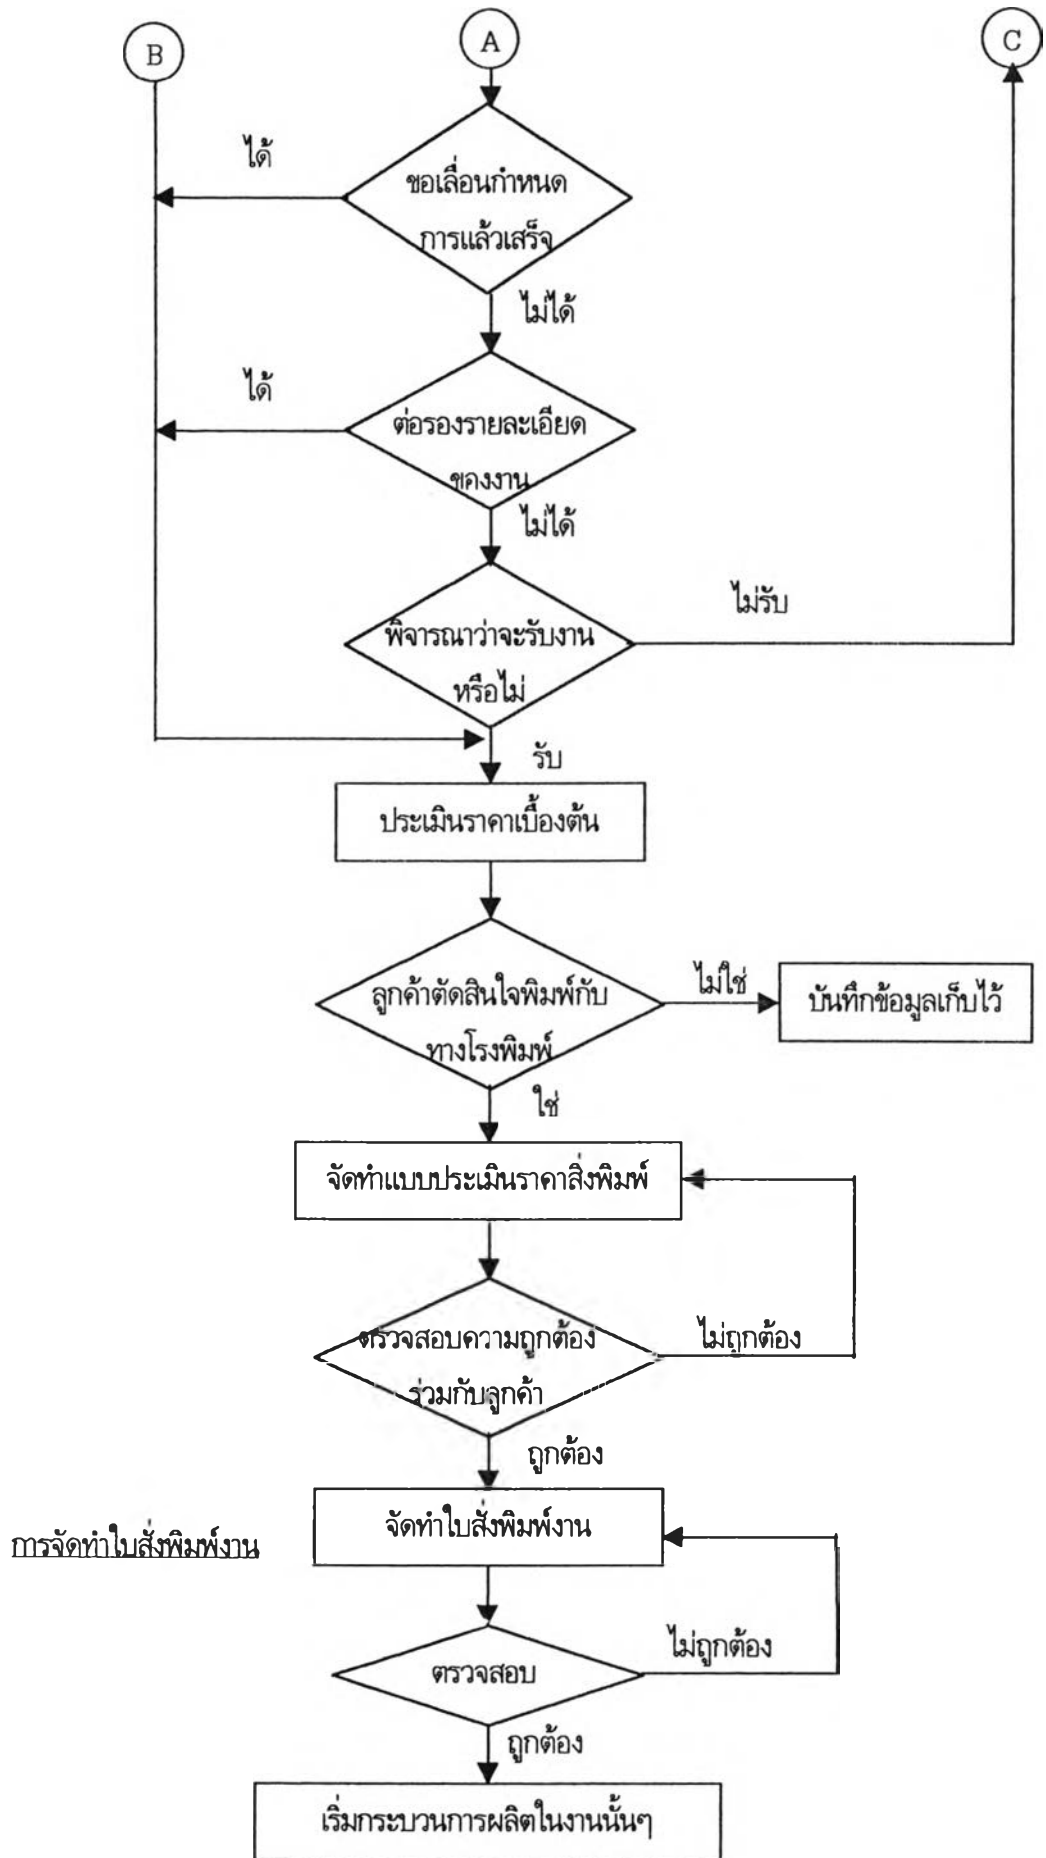 B
A
C
ได้
ขอเลื่อนกำหนด
การแล้วเสร็จ
ไม่ได้
ได้
ต่อรองรายละเอียด
ของงาน
ไม่ได้
ไม่รับ
พิจารณาว่าจะรับงาน
หรือไม่
รับ
ประเมินราคาเบื้องต้น
ลูกค้าตัดสินใจพิมพ์กับ
ทางโรงพิมพ์
ไม่ใช่
บันทึกข้อมูลเก็บไว้
ใช่
จัดทำแบบประเมินราคาสิ่งพิมพ์
ตรวจสอบความถูกต้อง
ร่วมกับลูกค้า
ไม่ถูกต้อง
ถูกต้อง
จัดทำใบสั่งพิมพ์งาน
การจัดทำใบสั่งพิมพ์งาน
ไม่ถูกต้อง
ตรวจสอบ
ถูกต้อง
เริ่มกระบวนการผลิตในงานนั้นๆ